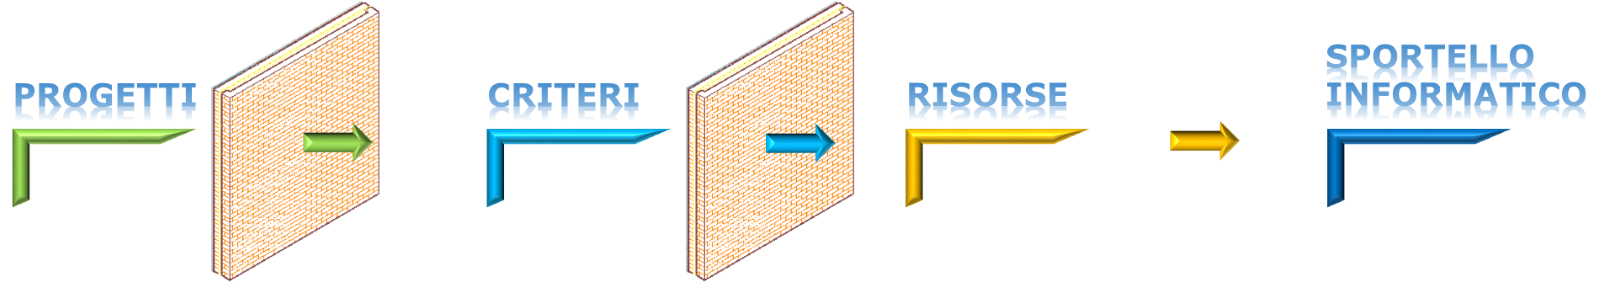 PROGETTI
CRITERI
RISORSE
SPORTELLO
INFORMATICO